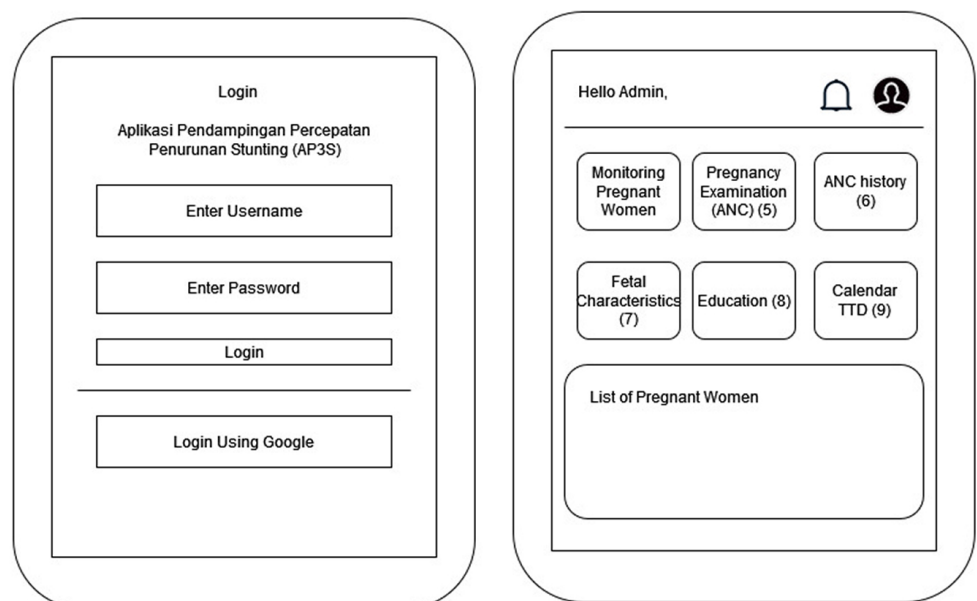 Login
Aplikasi Pendampingan Percepatan
Penurunan Stunting (AP3S)
Enter Username
Enter Password
Login
Login Using Google
Hello Admin,
Monitoring
Pregnant
Women
Pregnancy
Examination
(ANC) (5)
ANC history
(6)
Fetal
Characteristics
(7)
Education (8)
Calendar
TTD (9)
List of Pregnant Women